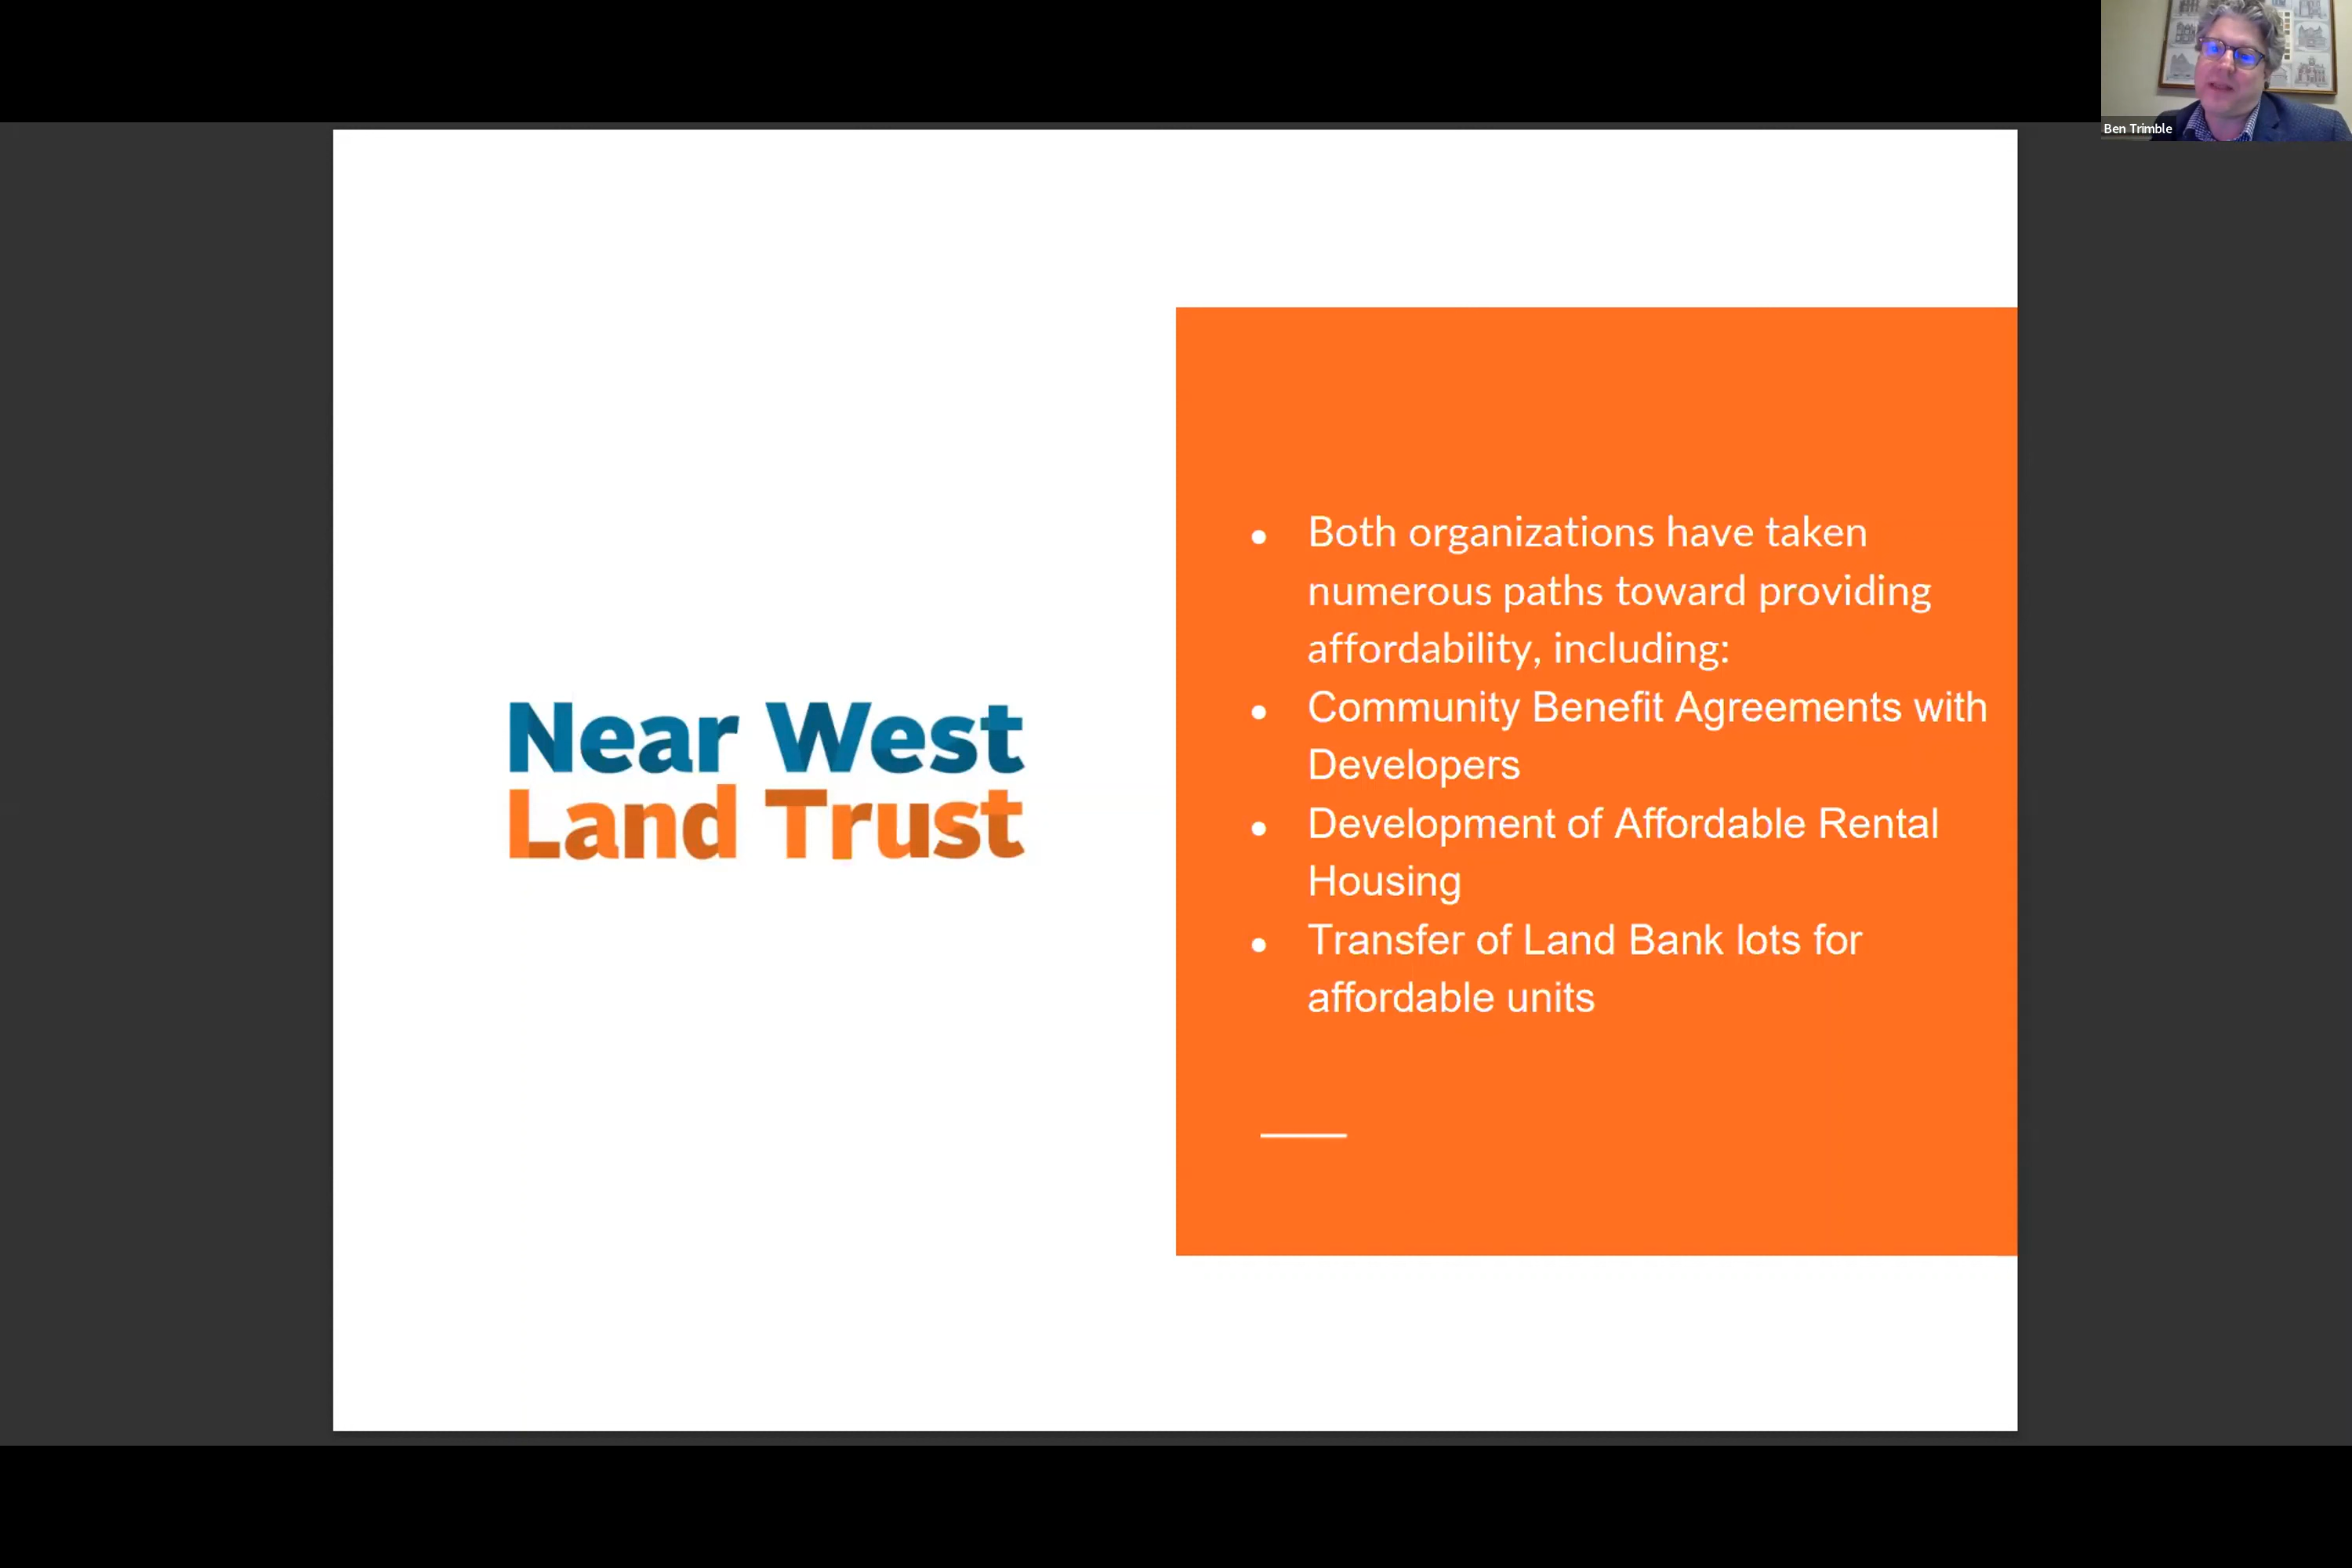 Ben Trimble
Near West
Land Trust
● Both organizations have taken
numerous paths toward providing
affordability, including:
● Community Benefit Agreements with
Developers
● Development of Affordable Rental
Housing
● Transfer of Land Bank lots for
affordable units